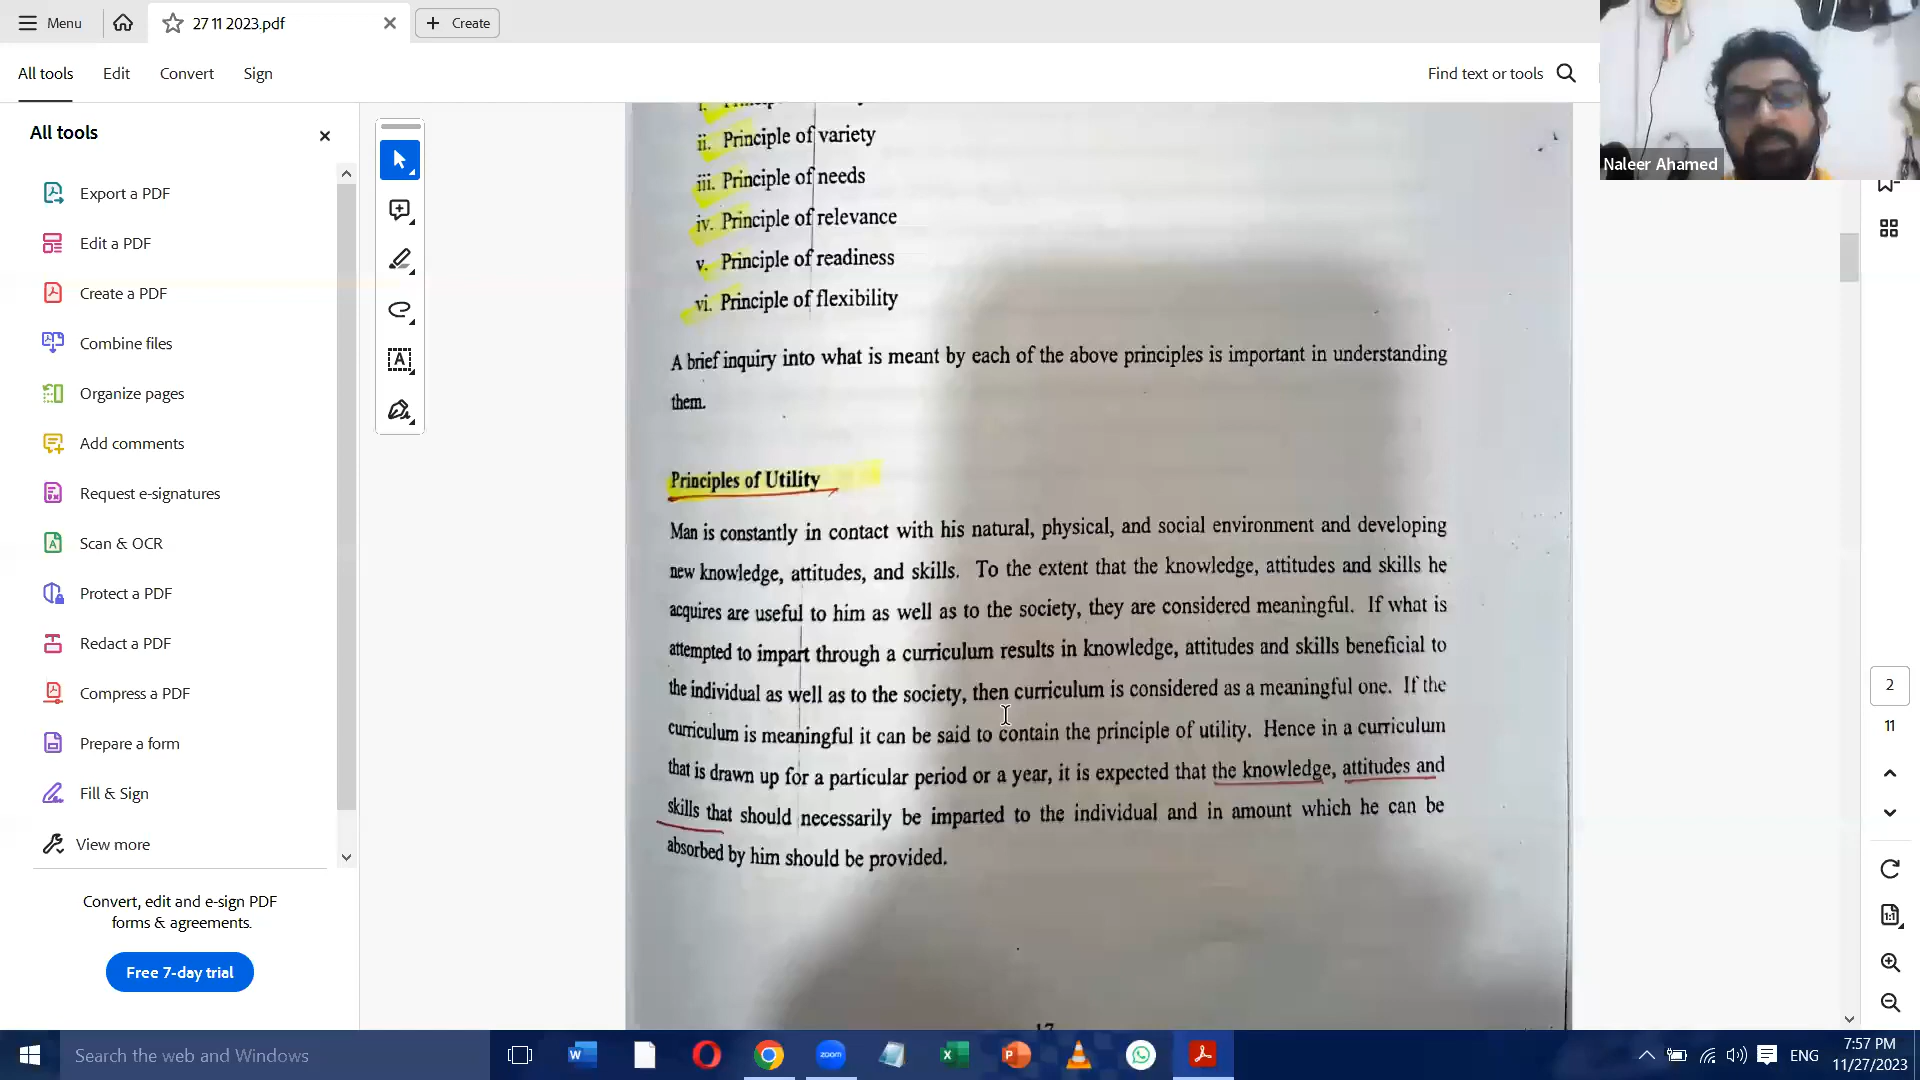 Menu
27 11 2023.pdf
Create
All tools
Edit
Convert
Sign
Find text or tools
All tools
Export a PDF
Edit a PDF
Create a PDF
Combine files
Organize pages
Add comments
Request e-signatures
Scan & OCR
Protect a PDF
Redact a PDF
Compress a PDF
Prepare a form
Fill & Sign
View more
Convert, edit and e-sign PDF
forms & agreements.
Free 7-day trial
ii. Principle of variety
iii. Principle of needs
iv. Principle of relevance
v. Principle of readiness
vi. Principle of flexibility
A brief inquiry into what is meant by each of the above principles is important in understanding
them.
Principles of Utility
Man is constantly in contact with his natural, physical, and social environment and developing
new knowledge, attitudes, and skills. To the extent that the knowledge, attitudes and skills he
acquires are useful to him as well as to the society, they are considered meaningful. If what is
attempted to impart through a curriculum results in knowledge, attitudes and skills beneficial to
the individual as well as to the society, then curriculum is considered as a meaningful one. If the
curriculum is meaningful it can be said to contain the principle of utility. Hence in a curriculum
that is drawn up for a particular period or a year, it is expected that the knowledge, attitudes and
skills that should necessarily be imparted to the individual and in amount which he can be
absorbed by him should be provided.
Naleer Ahamed
2
11
1:1
Search the web and Windows
zoom
ENG
7:57 PM
11/27/2023